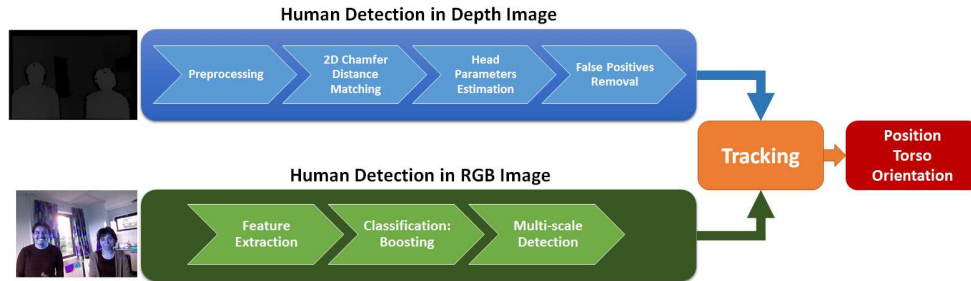 Human Detection in Depth Image
Preprocessing
2D Chamfer
Distance
Matching
Head
Parameters
Estimation
False Positives
Removal
Tracking
Position
Torso
Orientation
Human Detection in RGB Image
Feature
Extraction
Classification:
Boosting
Multi-scale
Detection